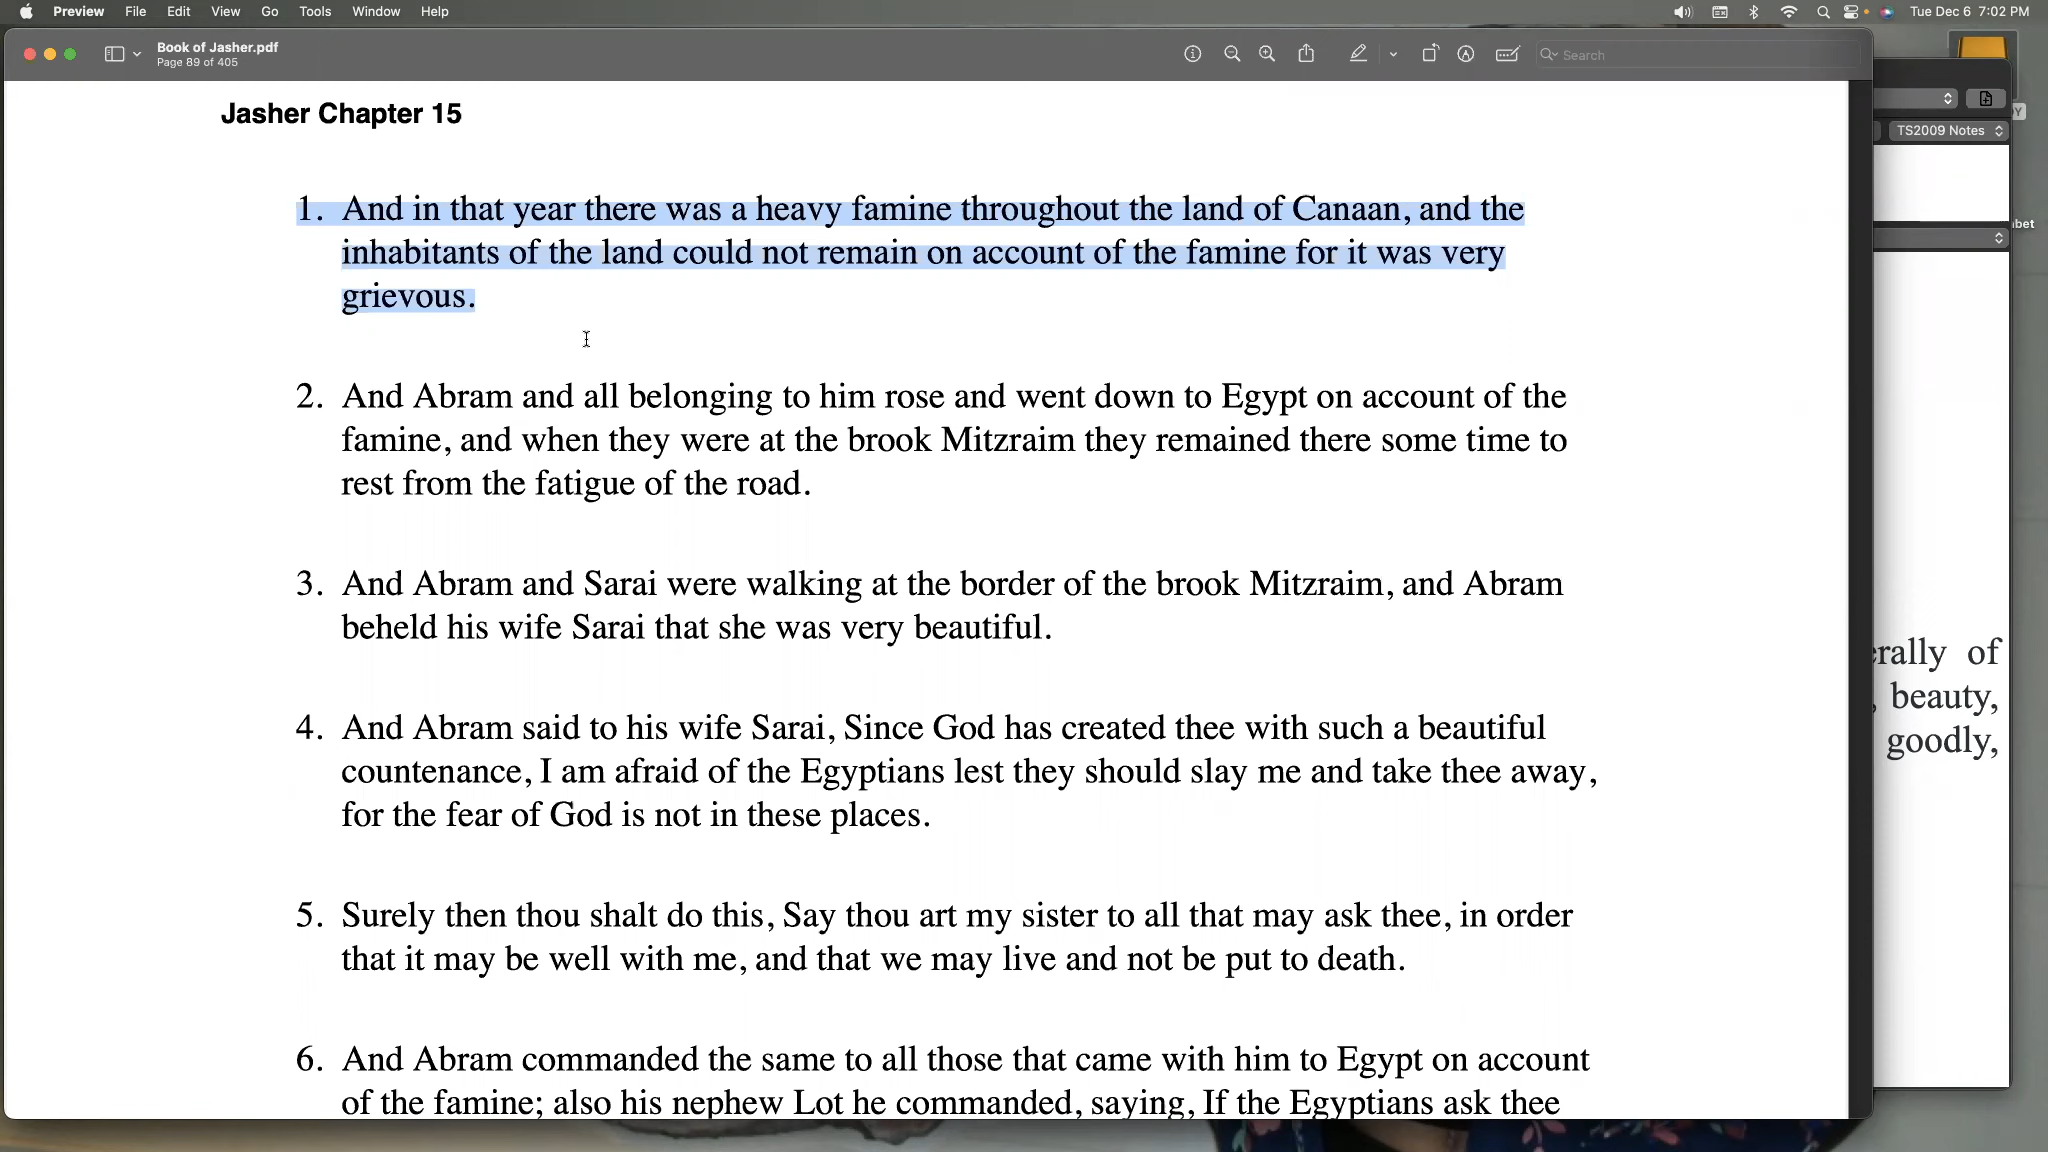 Preview File Edit View Go Tools Window Help Tue Dec 6 7:02 PM
Book of Jasher.pdf
Page 89 of 405
Search
TS2009 Notes
Jasher Chapter 15
1. And in that year there was a heavy famine throughout the land of Canaan, and the
inhabitants of the land could not remain on account of the famine for it was very
grievous.
2. And Abram and all belonging to him rose and went down to Egypt on account of the
famine, and when they were at the brook Mitzraim they remained there some time to
rest from the fatigue of the road.
3. And Abram and Sarai were walking at the border of the brook Mitzraim, and Abram
beheld his wife Sarai that she was very beautiful.
4. And Abram said to his wife Sarai, Since God has created thee with such a beautiful
countenance, I am afraid of the Egyptians lest they should slay me and take thee away,
for the fear of God is not in these places.
5. Surely then thou shalt do this, Say thou art my sister to all that may ask thee, in order
that it may be well with me, and that we may live and not be put to death.
6. And Abram commanded the same to all those that came with him to Egypt on account
of the famine; also his nephew Lot he commanded, saying, If the Egyptians ask thee
of
beauty,
goodly,